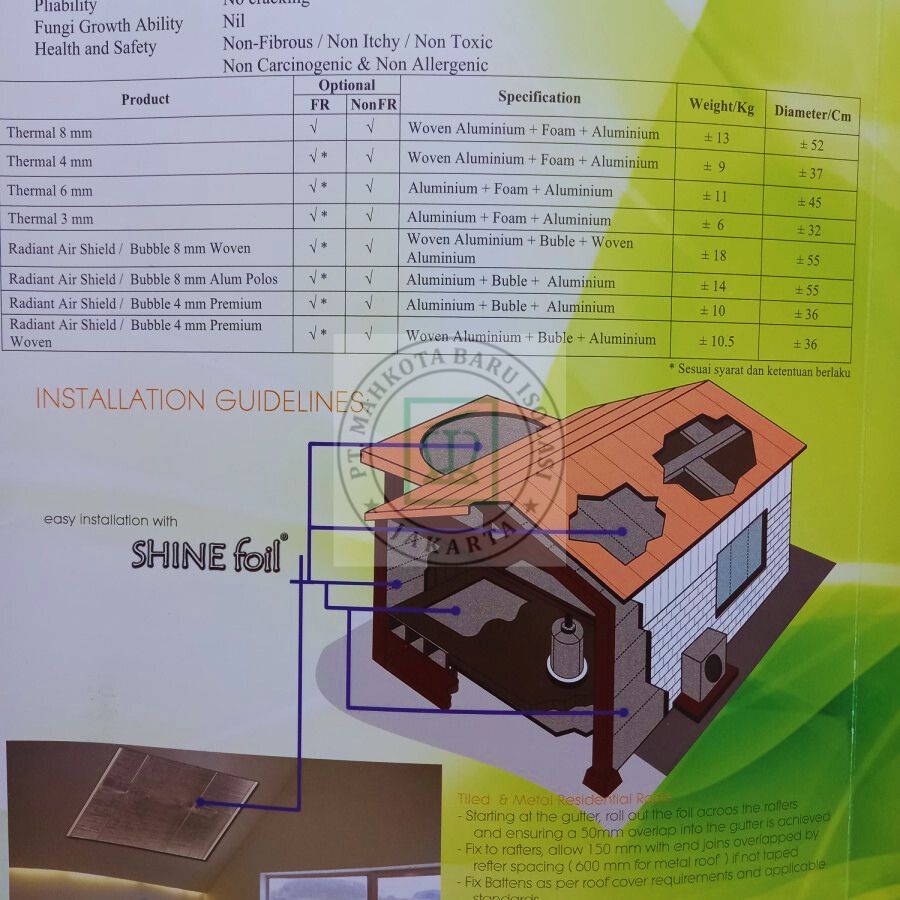 Pliability No cracking
Fungi Growth Ability Nil
Health and Safety Non-Fibrous / Non Itchy / Non Toxic
Non Carcinogenic & Non Allergenic
Product Optional Specification Weight/Kg Diameter/Cm
FR NonFR
Thermal 8 mm √ √ Woven Aluminium + Foam + Aluminium ± 13 ± 52
Thermal 4 mm √ * √ Woven Aluminium + Foam + Aluminium ± 9 ± 37
Thermal 6 mm √ * √ Aluminium + Foam + Aluminium ± 11 ± 45
Thermal 3 mm √ * √ Aluminium + Foam + Aluminium ± 6 ± 32
Radiant Air Shield / Bubble 8 mm Woven √ * √ Woven Aluminium + Buble + Woven Aluminium ± 18 ± 55
Radiant Air Shield / Bubble 8 mm Alum Polos √ * √ Aluminium + Buble + Aluminium ± 14 ± 55
Radiant Air Shield / Bubble 4 mm Premium √ * √ Aluminium + Buble + Aluminium ± 10 ± 36
Radiant Air Shield / Bubble 4 mm Premium Woven √ * √ Woven Aluminium + Buble + Aluminium ± 10.5 ± 36
* Sesuai syarat dan ketentuan berlaku
INSTALLATION GUIDELINES
PT. MAHKOTA BARU ISOLASI
JAKARTA
easy installation with
SHINE foil®
Tiled & Metal Residential Roof
- Starting at the gutter, roll out the foil across the rafters
and ensuring a 50mm overlap into the gutter is achieved
- Fix to rafters, allow 150 mm with end joins overlapped by
refter spacing ( 600 mm for metal roof ) if not taped
- Fix Battens as per roof cover requirements and applicable
standards